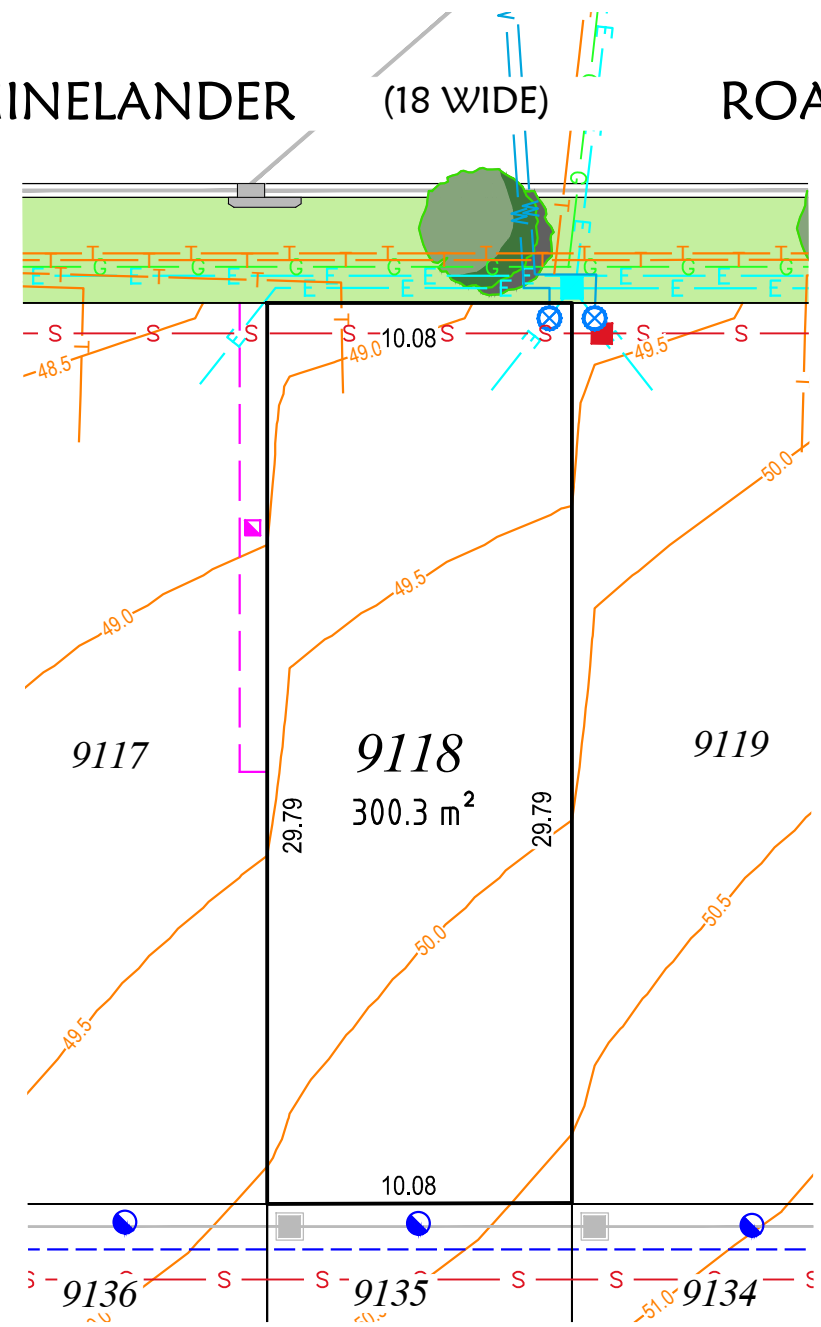 INELANDER (18 WIDE) ROA
W E
G
T G
W E
T T T T T T T T T T T
G G G G G G
E E T T E E E E E E
E E E
S S S S S S S S
T E T E E T
48.5 10.08 49.0 49.5
50.0
49.0 49.5
9117 9118 9119
300.3 m²
29.79 29.79
50.0 50.5
49.5
10.08
S S S S S S S
9136 9135 9134
51.0